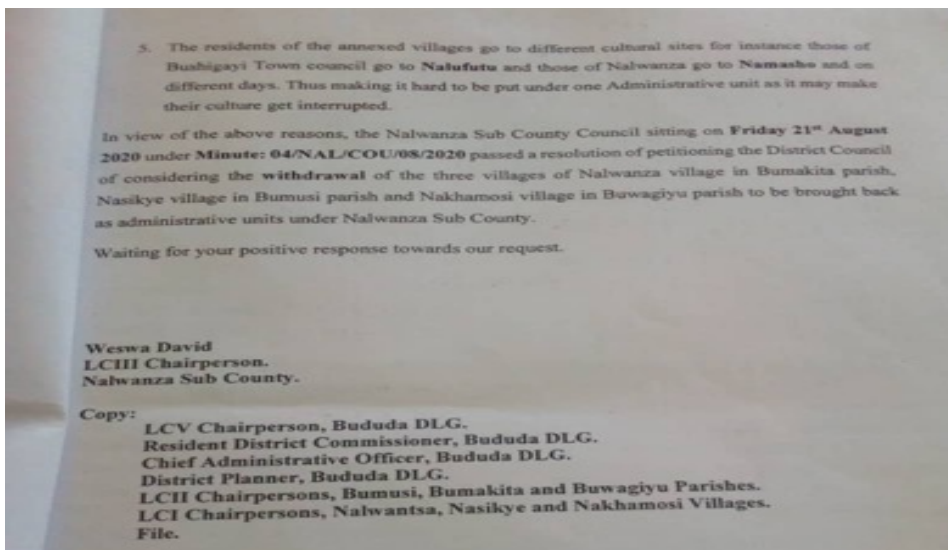 5. The residents of the annexed villages go to different cultural sites for instance those of
Bushigayi Town council go to Nalufutu and those of Nalwanza go to Namasho and on
different days. Thus making it hard to be put under one Administrative unit as it may make
their culture get interrupted.
In view of the above reasons, the Nalwanza Sub County Council sitting on Friday 21st August
2020 under Minute: 04/NAL/COU/08/2020 passed a resolution of petitioning the District Council
of considering the withdrawal of the three villages of Nalwanza village in Bumakita parish,
Nasikye village in Bumusi parish and Nakhamosi village in Buwagiyu parish to be brought back
as administrative units under Nalwanza Sub County.
Waiting for your positive response towards our request.
Weswa David
LCIII Chairperson.
Nalwanza Sub County.
Copy:
LCV Chairperson, Bududa DLG.
Resident District Commissioner, Bududa DLG.
Chief Administrative Officer, Bududa DLG.
District Planner, Bududa DLG.
LCII Chairpersons, Bumusi, Bumakita and Buwagiyu Parishes.
LCI Chairpersons, Nalwantsa, Nasikye and Nakhamosi Villages.
File.